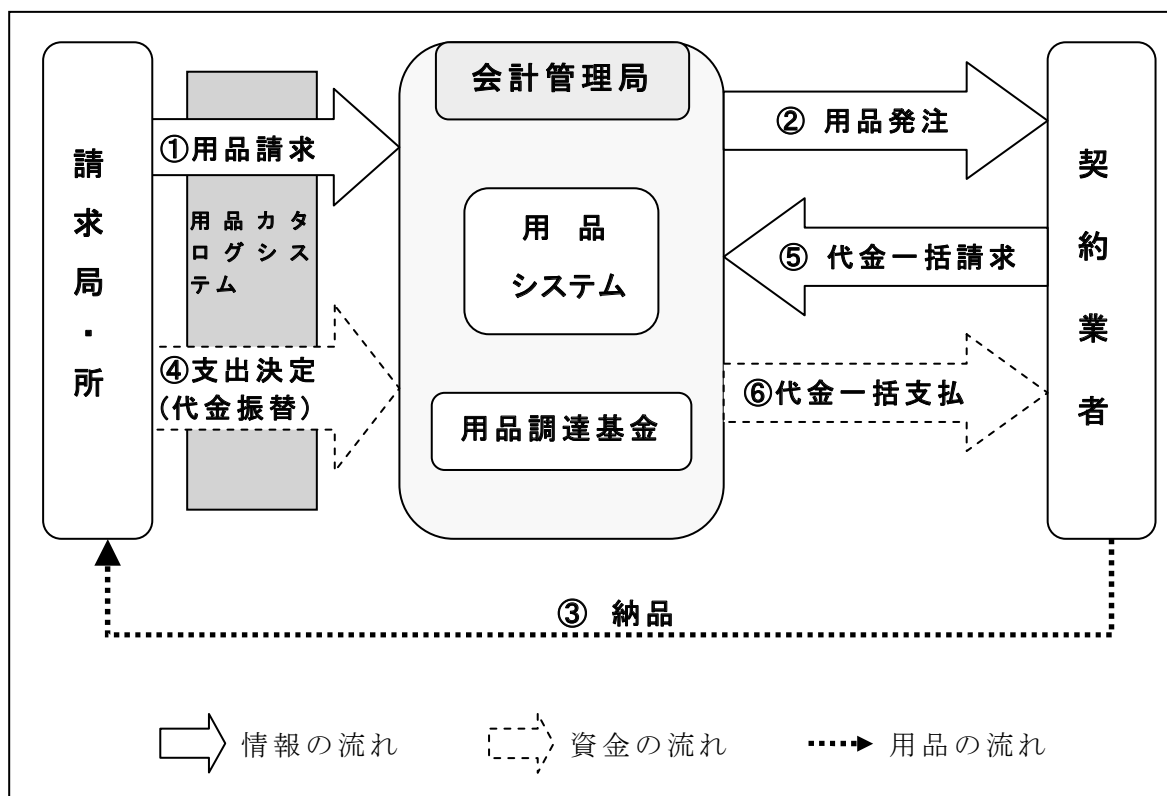 請求局・所
①用品請求
用品カタ
ログシス
テム
④支出決定
(代金振替)
会計管理局
用品
システム
用品調達基金
② 用品発注
⑤ 代金一括請求
⑥代金一括支払
契約業者
③ 納品
情報の流れ
資金の流れ
用品の流れ